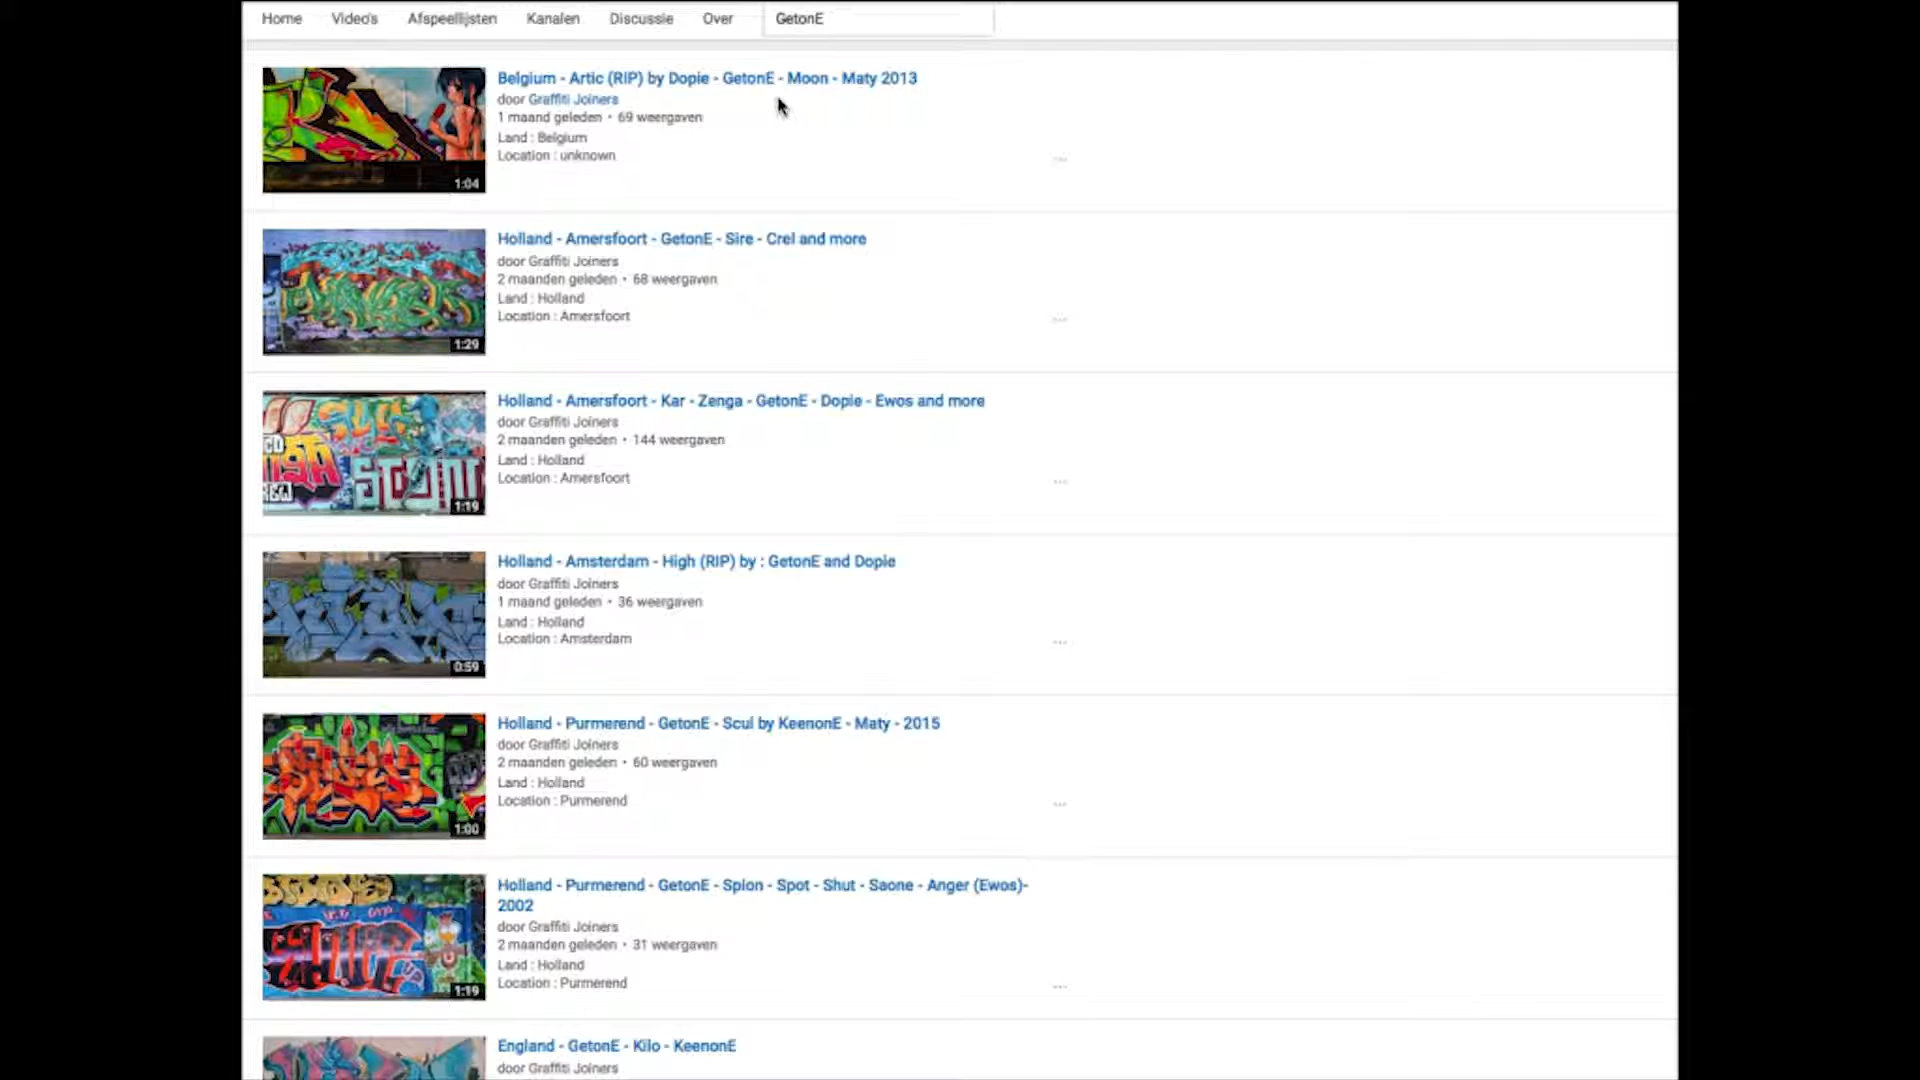 Home Video's Afspeellijsten Kanalen Discussie Over GetonE
Belgium - Artic (RIP) by Dopie - GetonE - Moon - Maty 2013
door Graffiti Joiners
1 maand geleden • 69 weergaven
Land : Belgium
Location : unknown
1:04
Holland - Amersfoort - GetonE - Sire - Crel and more
door Graffiti Joiners
2 maanden geleden • 68 weergaven
Land : Holland
Location : Amersfoort
1:29
Holland - Amersfoort - Kar - Zenga - GetonE - Dopie - Ewos and more
door Graffiti Joiners
2 maanden geleden • 144 weergaven
Land : Holland
Location : Amersfoort
1:19
Holland - Amsterdam - High (RIP) by : GetonE and Dopie
door Graffiti Joiners
1 maand geleden • 36 weergaven
Land : Holland
Location : Amsterdam
0:59
Holland - Purmerend - GetonE - Scul by KeenonE - Maty - 2015
door Graffiti Joiners
2 maanden geleden • 60 weergaven
Land : Holland
Location : Purmerend
1:00
Holland - Purmerend - GetonE - Spion - Spot - Shut - Saone - Anger (Ewos)-
2002
door Graffiti Joiners
2 maanden geleden • 31 weergaven
Land : Holland
Location : Purmerend
1:19
England - GetonE - Kilo - KeenonE
door Graffiti Joiners